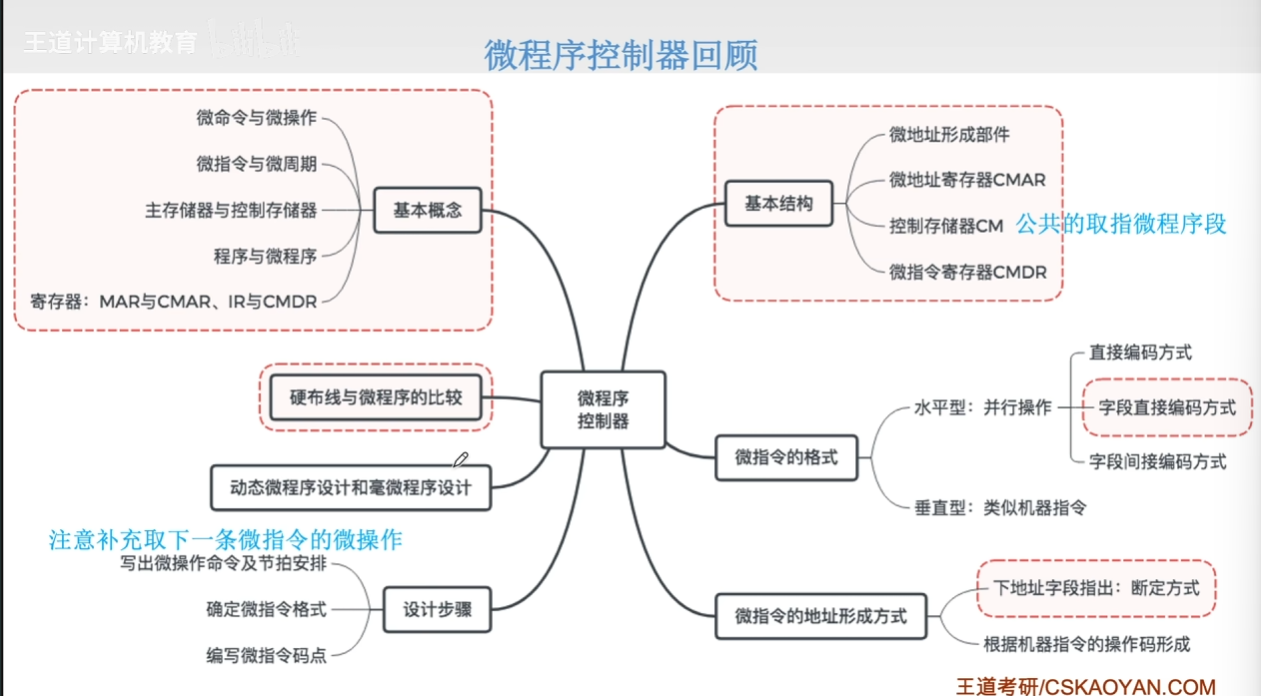 王道计算机教育
微程序控制器回顾
微命令与微操作
微指令与微周期
主存储器与控制存储器
程序与微程序
寄存器：MAR与CMAR、IR与CMDR
基本概念
硬布线与微程序的比较
动态微程序设计和毫微程序设计
注意补充取下一条微指令的微操作
写出微操作命令及节拍安排
确定微指令格式
编写微指令码点
设计步骤
微程序
控制器
基本结构
微地址形成部件
微地址寄存器CMAR
控制存储器CM
公共的取指微程序段
微指令寄存器CMDR
微指令的格式
水平型：并行操作
直接编码方式
字段直接编码方式
字段间接编码方式
垂直型：类似机器指令
微指令的地址形成方式
下地址字段指出：断定方式
根据机器指令的操作码形成
王道考研/CSKAOYAN.COM